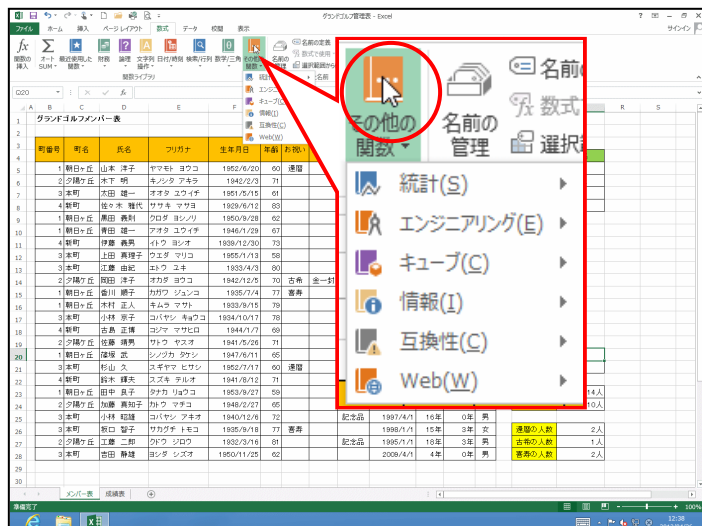 グランドゴルフ管理表 - Excel
サインイン
ファイル ホーム 挿入 ページレイアウト 数式 データ 校閲 表示
関数の挿入 オート SUM 最近使用した関数 財務 論理 文字列操作 日付/時刻 検索/行列 数学/三角 その他の関数 名前の管理
名前の定義
数式で使用
選択範囲から
関数ライブラリ
統計(S)
エンジニアリング(E)
キューブ(C)
情報(I)
互換性(C)
Web(W)
その他の関数
名前の管理
名前の
数式で
選択範
G20
グランドゴルフメンバー表
町番号 町名 氏名 フリガナ 生年月日 年齢 お祝い
1 朝日ヶ丘 山本 洋子 ヤマモト ヨウコ 1952/6/20 60 還暦
2 夕陽ケ丘 木下 明 キノシタ アキラ 1942/2/3 71
3 本町 太田 雄一 オオタ ユウイチ 1951/5/15 61
4 新町 佐々木 雅代 ササキ マサヨ 1929/6/12 83
1 朝日ヶ丘 黒田 義則 クロダ ヨシノリ 1950/9/28 62
1 朝日ヶ丘 青田 雄一 アオタ ユウイチ 1946/1/29 67
4 新町 伊藤 義男 イトウ ヨシオ 1939/12/30 73
3 本町 上田 真理子 ウエダ マリコ 1955/1/13 58
3 本町 江藤 由紀 エトウ ユキ 1933/4/3 80
2 夕陽ケ丘 岡田 洋子 オカダ ヨウコ 1942/12/5 70 古希 金一封
1 朝日ヶ丘 香川 順子 カガワ ジュンコ 1935/7/4 77 喜寿
1 朝日ヶ丘 木村 正人 キムラ マサト 1933/9/15 79
3 本町 小林 京子 コバヤシ キョウコ 1934/10/17 78
4 新町 古島 正博 コジマ マサヒロ 1944/1/7 69
2 夕陽ケ丘 佐藤 靖男 サトウ ヤスオ 1941/5/26 71
1 朝日ヶ丘 篠塚 武 シノヅカ タケシ 1947/6/11 65
3 本町 杉山 久 スギヤマ ヒサシ 1952/7/17 60 還暦
4 新町 鈴木 輝夫 スズキ テルオ 1941/8/12 71
1 朝日ヶ丘 田中 良子 タナカ リョウコ 1953/9/27 59 14人
2 夕陽ケ丘 加藤 真知子 カトウ マチコ 1948/2/27 65 10人
3 本町 小林 昭雄 コバヤシ アキオ 1940/12/6 72 記念品 1997/4/1 16年 0年 男
3 本町 坂口 智子 サカグチ トモコ 1935/9/18 77 喜寿 1998/1/1 15年 3年 女 還暦の人数 2人
2 夕陽ケ丘 工藤 二郎 クドウ ジロウ 1932/3/16 81 記念品 1995/1/1 18年 3年 男 古希の人数 1人
3 本町 吉田 静雄 ヨシダ シズオ 1950/11/25 62 2009/4/1 4年 0年 男 喜寿の人数 2人
メンバー表 成績表
準備完了 100%
12:38